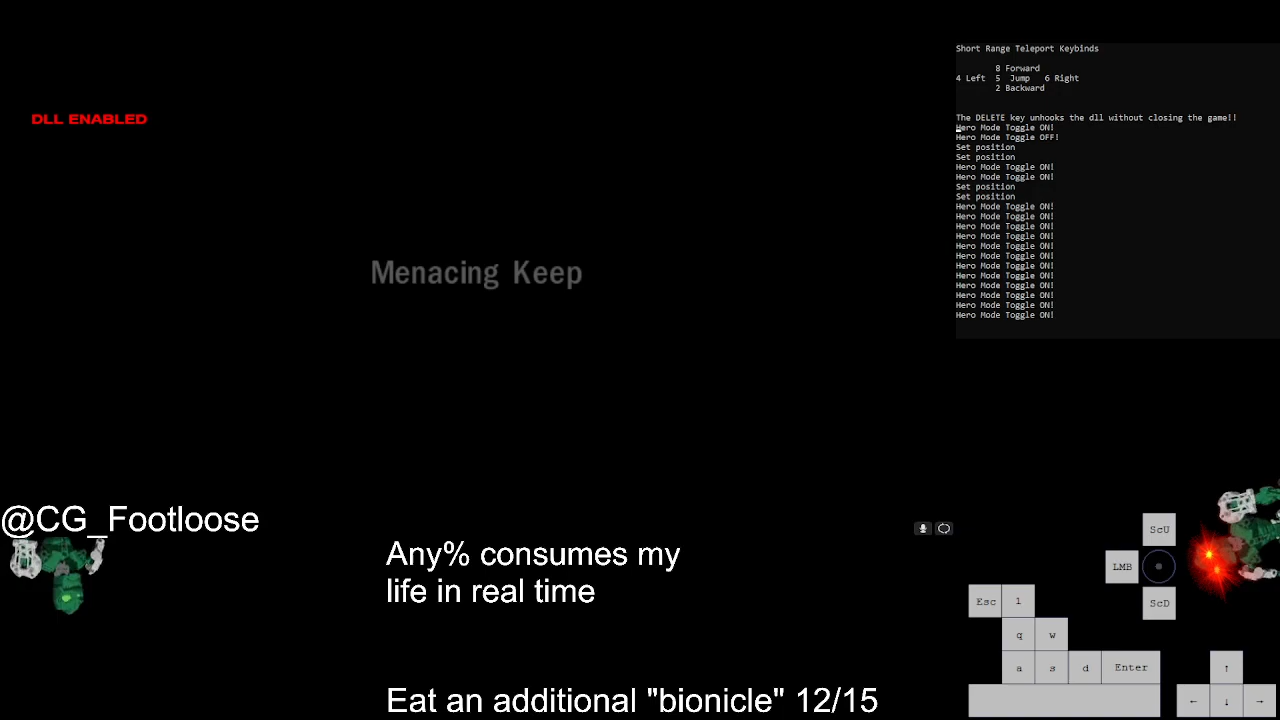 Short Range Teleport Keybinds
8 Forward
4 Left 5 Jump 6 Right
2 Backward
The DELETE key unhooks the dll without closing the game!!
Hero Mode Toggle ON!
Hero Mode Toggle OFF!
Set position
Set position
Hero Mode Toggle ON!
Hero Mode Toggle ON!
Set position
Set position
Hero Mode Toggle ON!
Hero Mode Toggle ON!
Hero Mode Toggle ON!
Hero Mode Toggle ON!
Hero Mode Toggle ON!
Hero Mode Toggle ON!
Hero Mode Toggle ON!
Hero Mode Toggle ON!
Hero Mode Toggle ON!
Hero Mode Toggle ON!
Hero Mode Toggle ON!
Hero Mode Toggle ON!
DLL ENABLED
Menacing Keep
@CG_Footloose
Any% consumes my
life in real time
Eat an additional "bionicle" 12/15
ScU
LMB
ScD
Esc 1
q w
a s d Enter
↑
← ↓ →